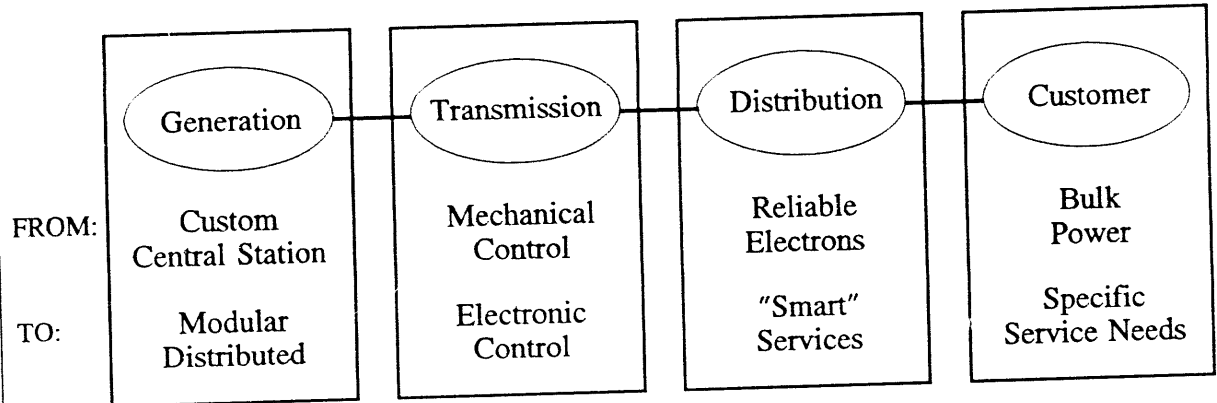 Generation
Transmission
Distribution
Customer
FROM:
Custom
Central Station
Mechanical
Control
Reliable
Electrons
Bulk
Power
TO:
Modular
Distributed
Electronic
Control
"Smart"
Services
Specific
Service Needs